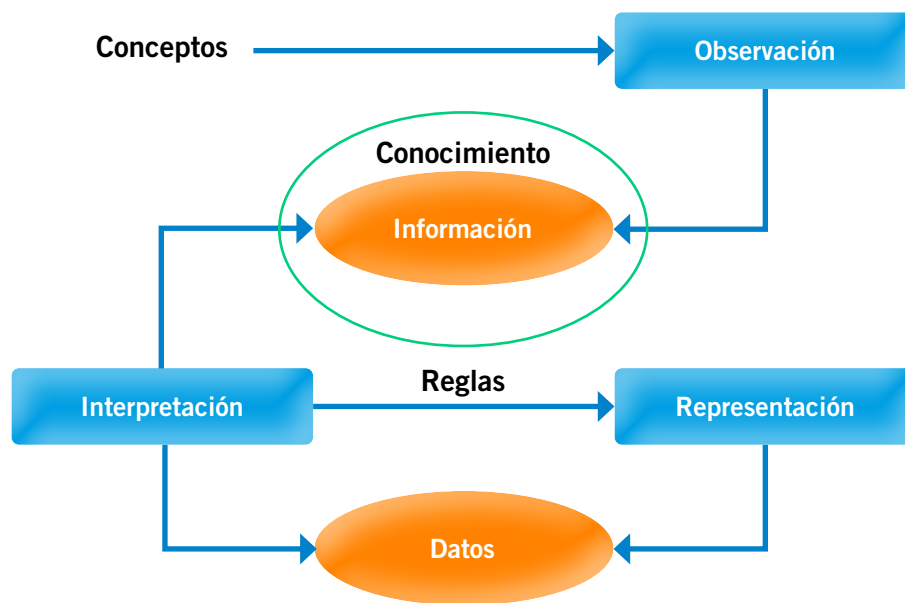 Conceptos
Observación
Conocimiento
Información
Reglas
Interpretación
Representación
Datos